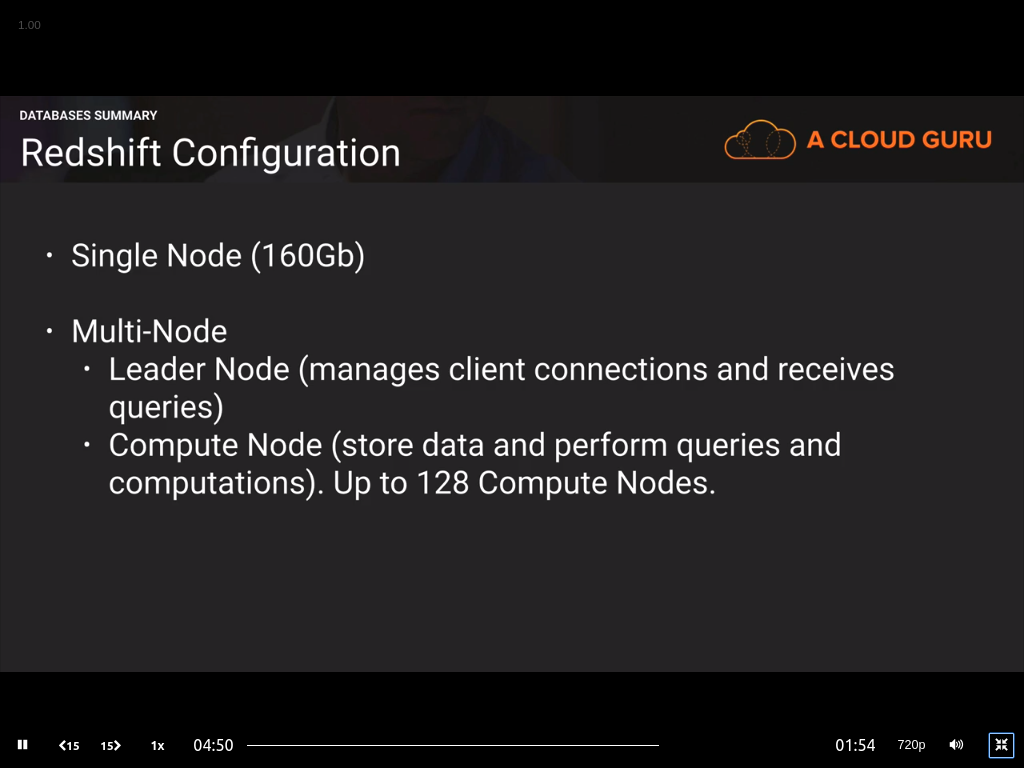 1.00
DATABASES SUMMARY
Redshift Configuration
A CLOUD GURU
• Single Node (160Gb)
• Multi-Node
• Leader Node (manages client connections and receives
queries)
• Compute Node (store data and perform queries and
computations). Up to 128 Compute Nodes.
15 15 1x 04:50 01:54 720p